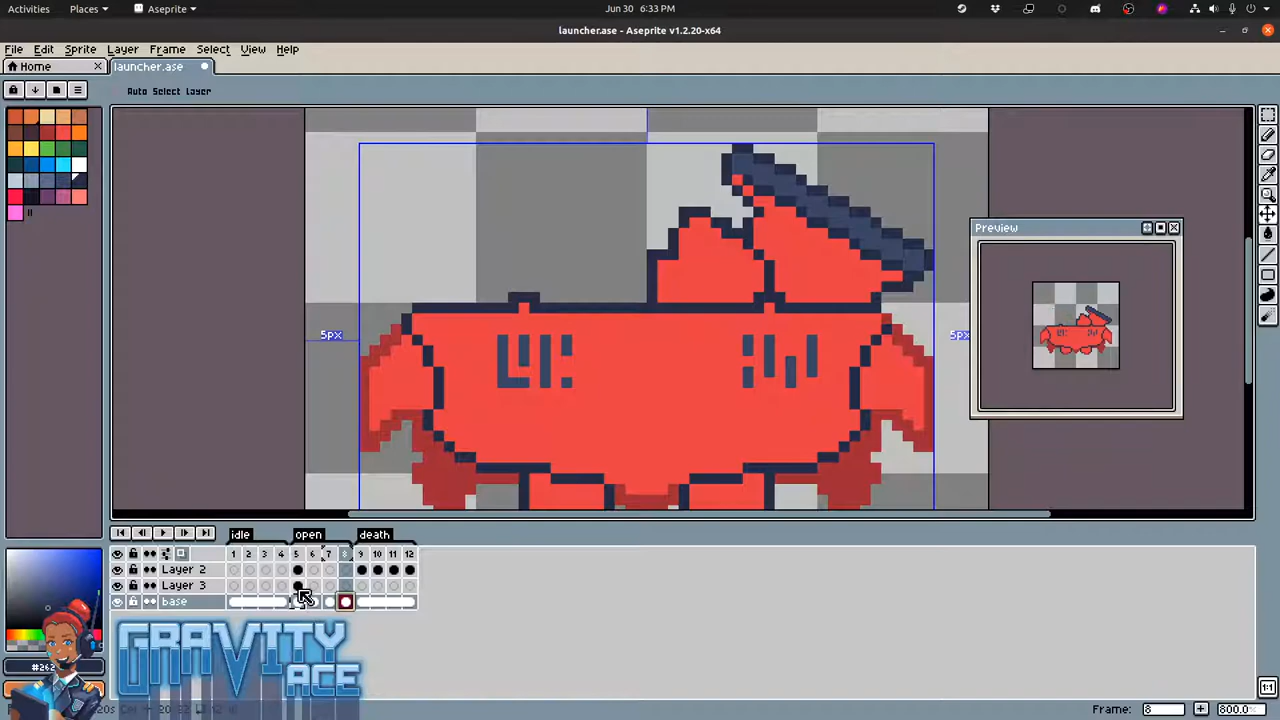 Activities Places Aseprite Jun 30 6:33 PM
launcher.ase - Aseprite v1.2.20-x64
File Edit Sprite Layer Frame Select View Help
Home launcher.ase
Auto Select Layer
5px 5px
Preview
idle open death
1 2 3 4 5 6 7 8 9 10 11 12
Layer 2
Layer 3
base
GRAVITY
ACE
#262
1:1
Frame: 8 800.0